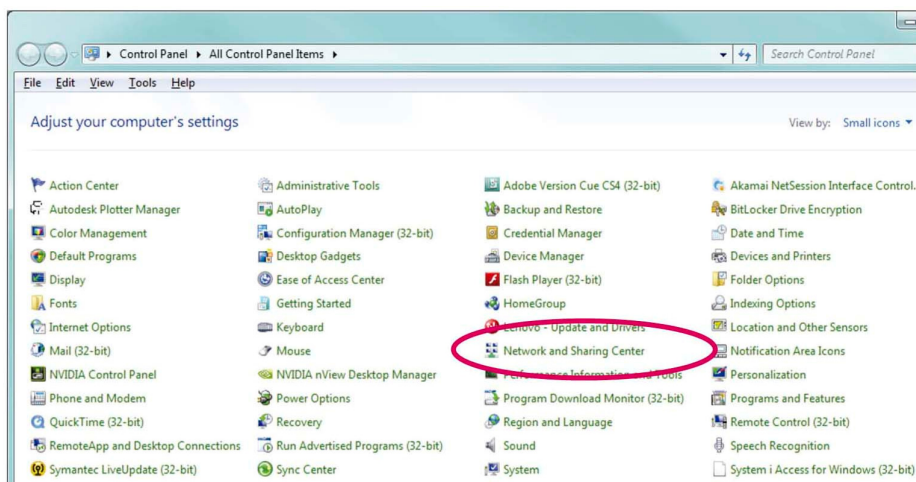 Control Panel ▸ All Control Panel Items ▸
Search Control Panel
File Edit View Tools Help
Adjust your computer's settings
View by: Small icons
Action Center
Administrative Tools
Adobe Version Cue CS4 (32-bit)
Akamai NetSession Interface Control.
Autodesk Plotter Manager
AutoPlay
Backup and Restore
BitLocker Drive Encryption
Color Management
Configuration Manager (32-bit)
Credential Manager
Date and Time
Default Programs
Desktop Gadgets
Device Manager
Devices and Printers
Display
Ease of Access Center
Flash Player (32-bit)
Folder Options
Fonts
Getting Started
HomeGroup
Indexing Options
Internet Options
Keyboard
Lenovo - Update and Drivers
Location and Other Sensors
Mail (32-bit)
Mouse
Network and Sharing Center
Notification Area Icons
NVIDIA Control Panel
NVIDIA nView Desktop Manager
Performance Information and Tools
Personalization
Phone and Modem
Power Options
Program Download Monitor (32-bit)
Programs and Features
QuickTime (32-bit)
Recovery
Region and Language
Remote Control (32-bit)
RemoteApp and Desktop Connections
Run Advertised Programs (32-bit)
Sound
Speech Recognition
Symantec LiveUpdate (32-bit)
Sync Center
System
System i Access for Windows (32-bit)